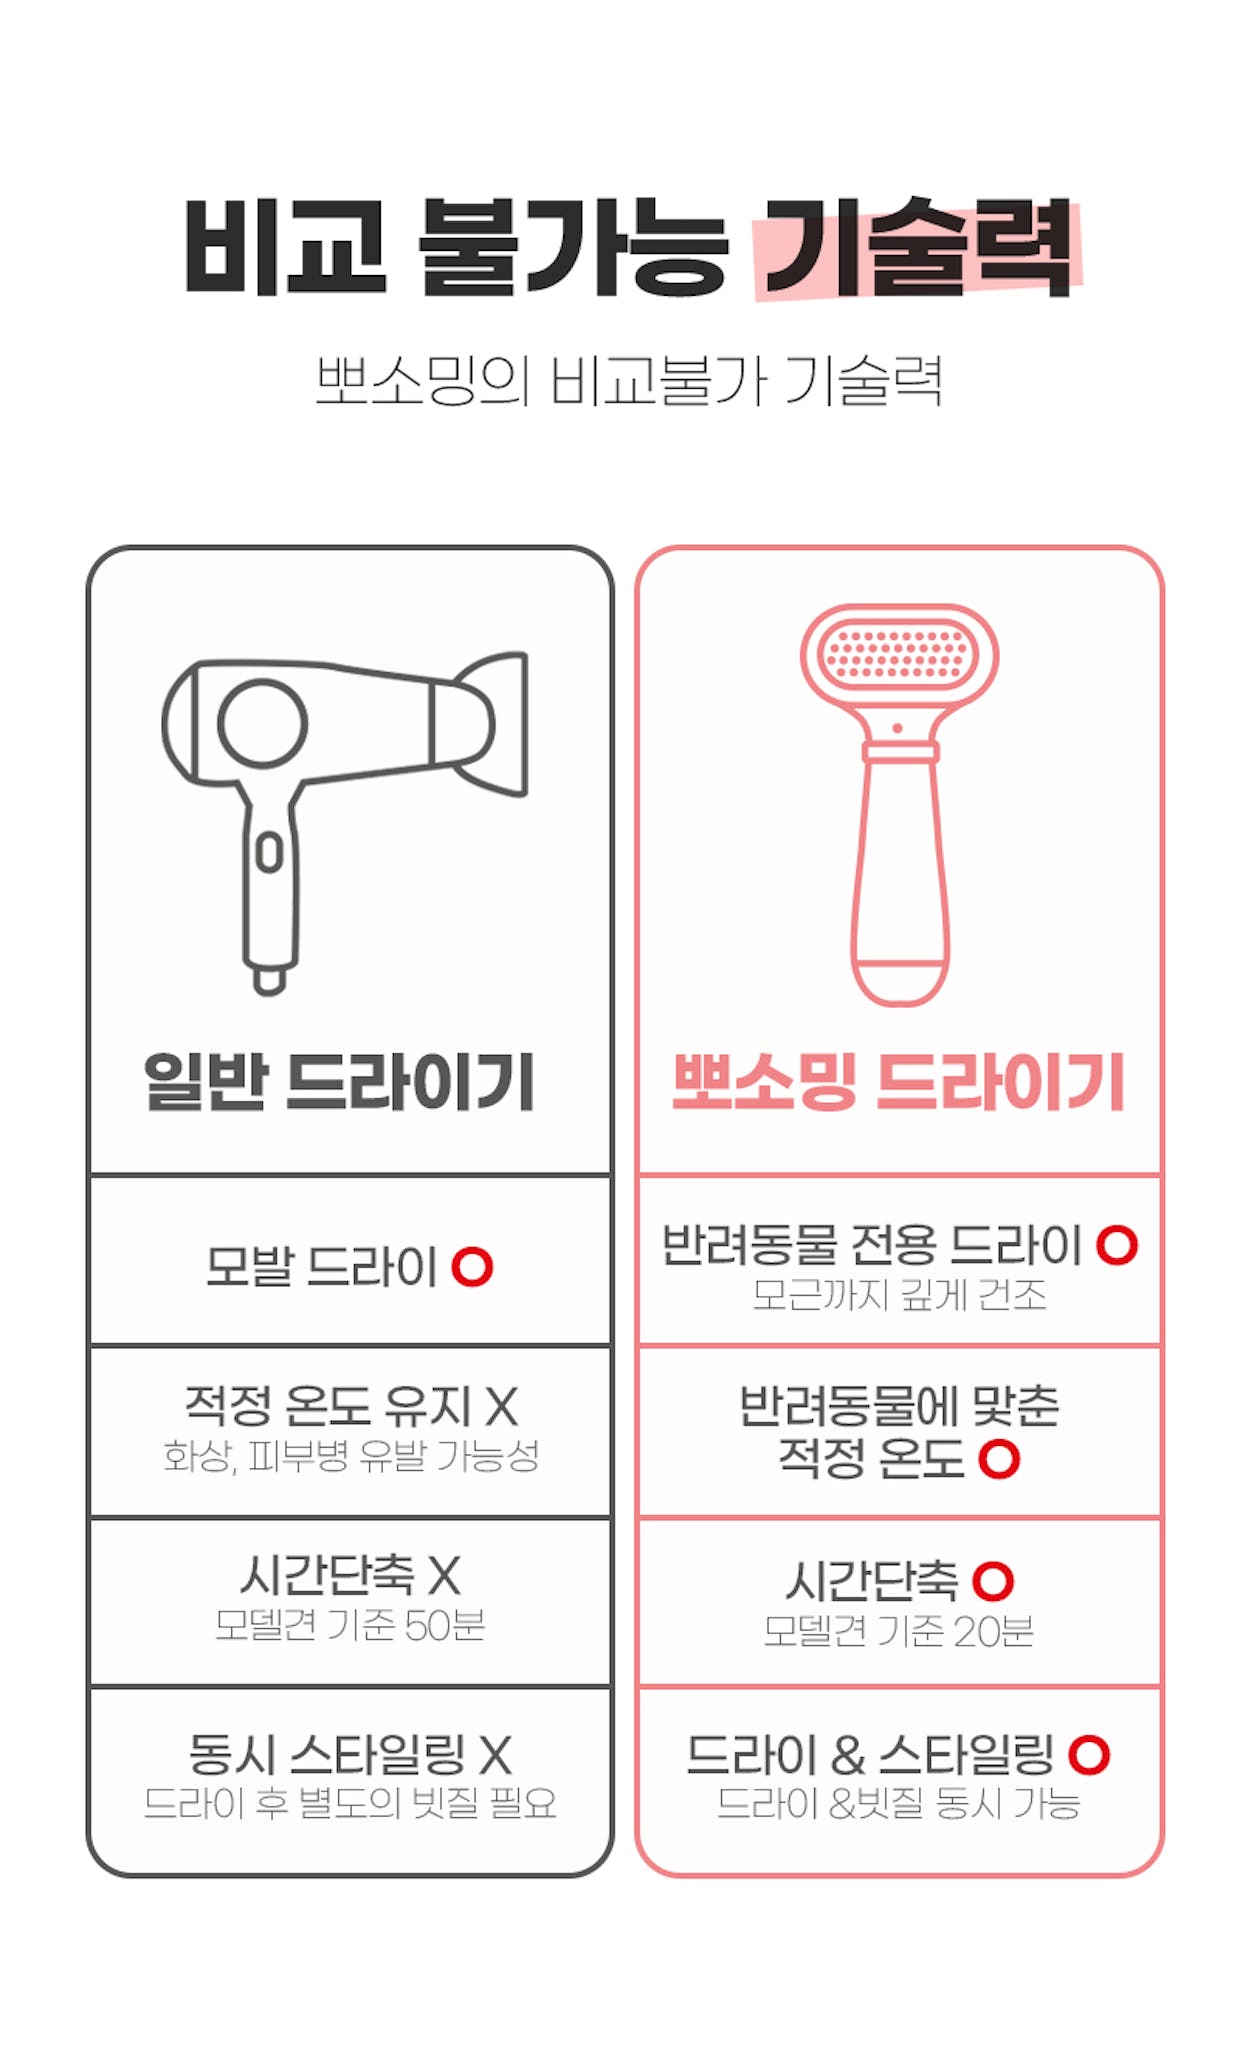 비교 불가능 기술력
뽀소밍의 비교불가 기술력
일반 드라이기
모발 드라이 O
적정 온도 유지 X
화상, 피부병 유발 가능성
시간단축 X
모델견 기준 50분
동시 스타일링 X
드라이 후 별도의 빗질 필요
뽀소밍 드라이기
반려동물 전용 드라이 O
모근까지 깊게 건조
반려동물에 맞춘
적정 온도 O
시간단축 O
모델견 기준 20분
드라이 & 스타일링 O
드라이 &빗질 동시 가능